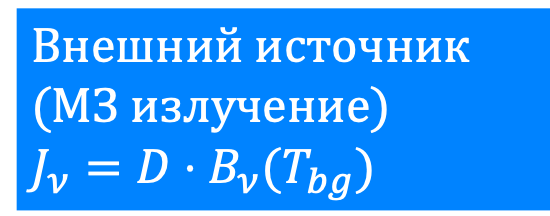 Внешний источник
(МЗ излучение)
J_ν = D · B_ν(T_bg)